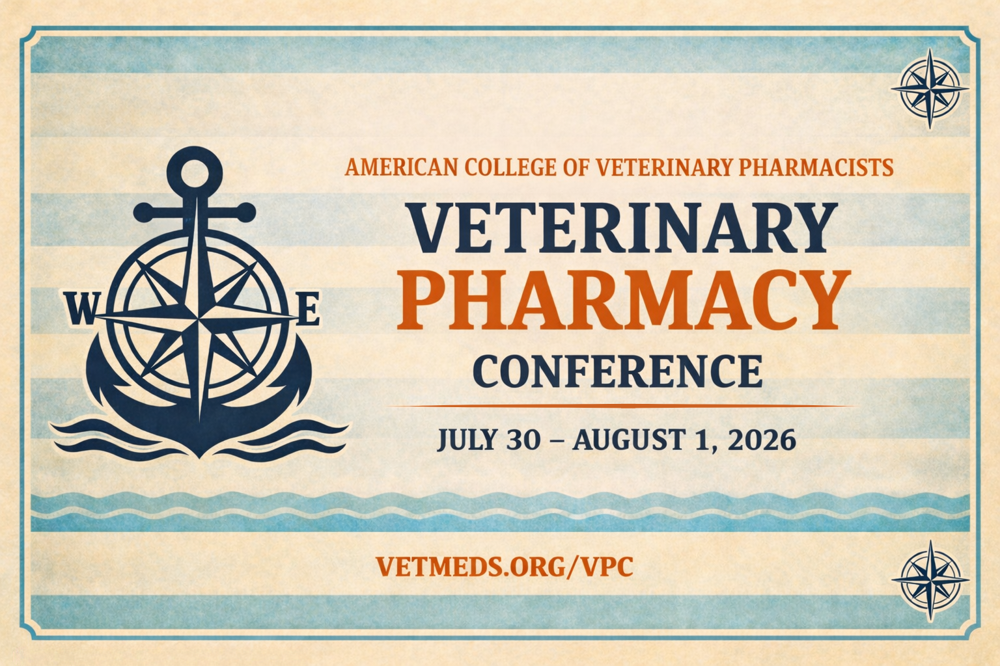 AMERICAN COLLEGE OF VETERINARY PHARMACISTS
VETERINARY
PHARMACY
CONFERENCE
JULY 30 – AUGUST 1, 2026
W E
VETMEDS.ORG/VPC